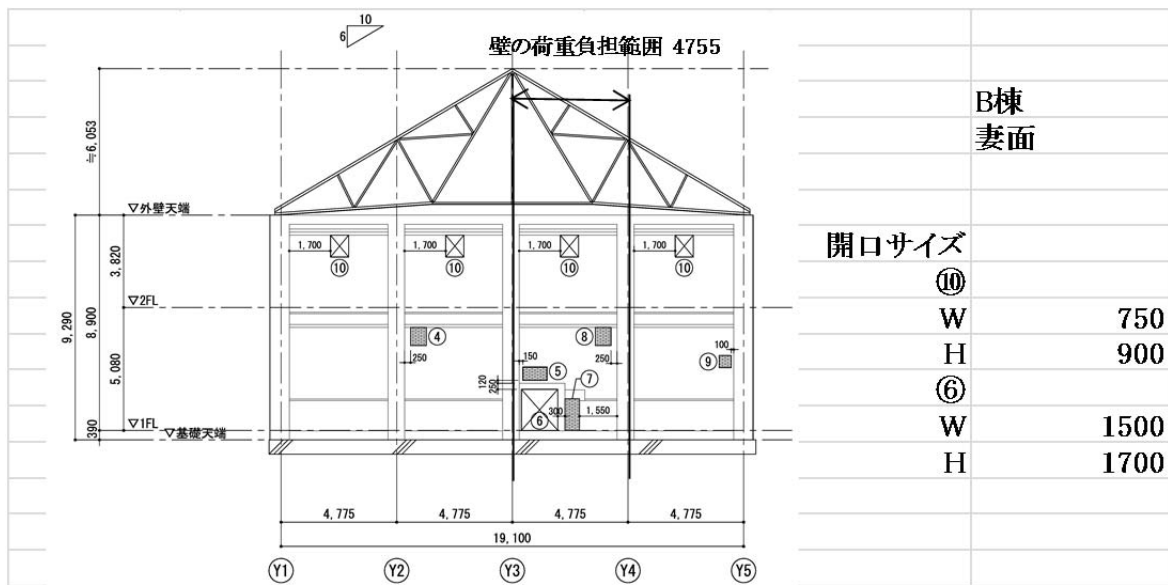 10
6
壁の荷重負担範囲 4755
B棟
妻面
≒6,053
▽外壁天端
1,700
1,700
1,700
1,700
開口サイズ
⑩
⑩
⑩
⑩
⑩
3,820
▽2FL
W 750
9,290
8,900
④
⑧
H 900
250
150
250
100
⑨
5,080
⑤
⑦
⑥
120
250
300
1,550
⑥
W 1500
390
▽1FL
▽基礎天端
H 1700
4,775
4,775
4,775
4,775
19,100
Y1
Y2
Y3
Y4
Y5